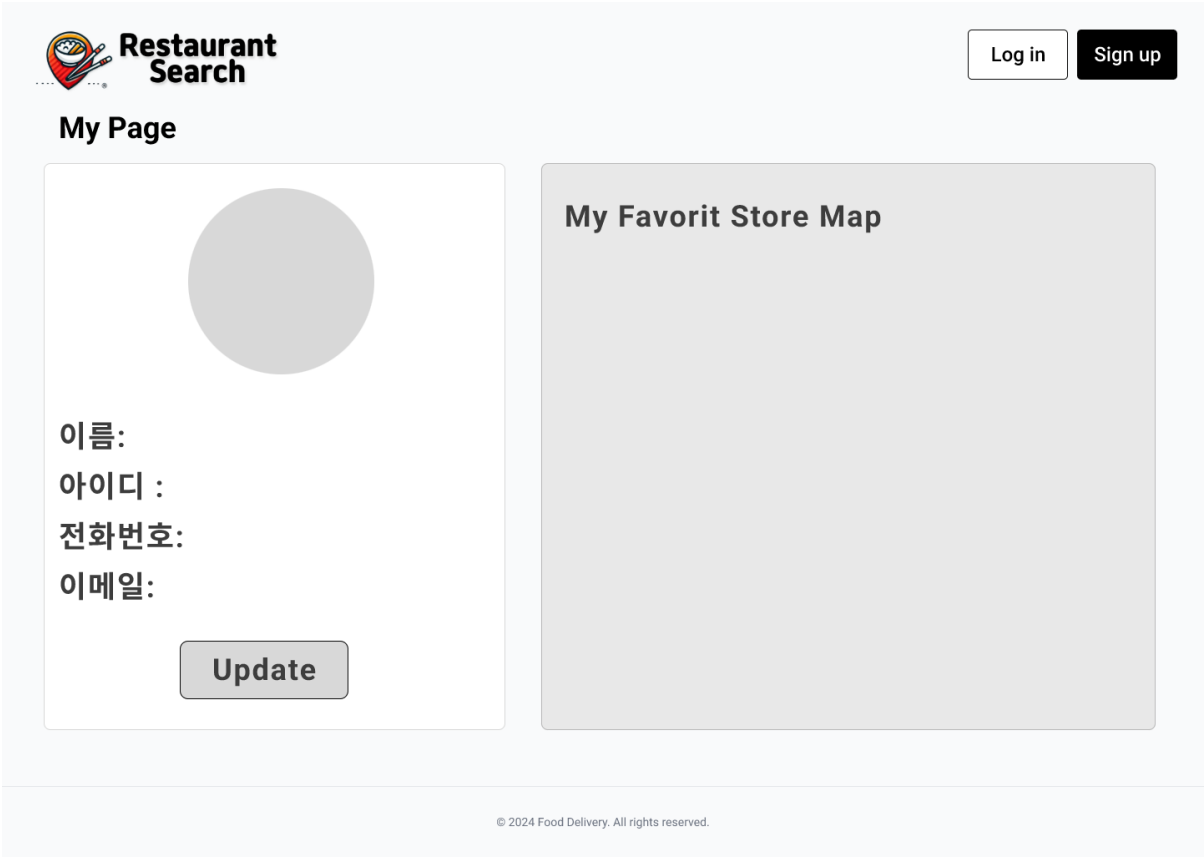 Restaurant
Search
Log in
Sign up
My Page
My Favorit Store Map
이름:
아이디 :
전화번호:
이메일:
Update
© 2024 Food Delivery. All rights reserved.